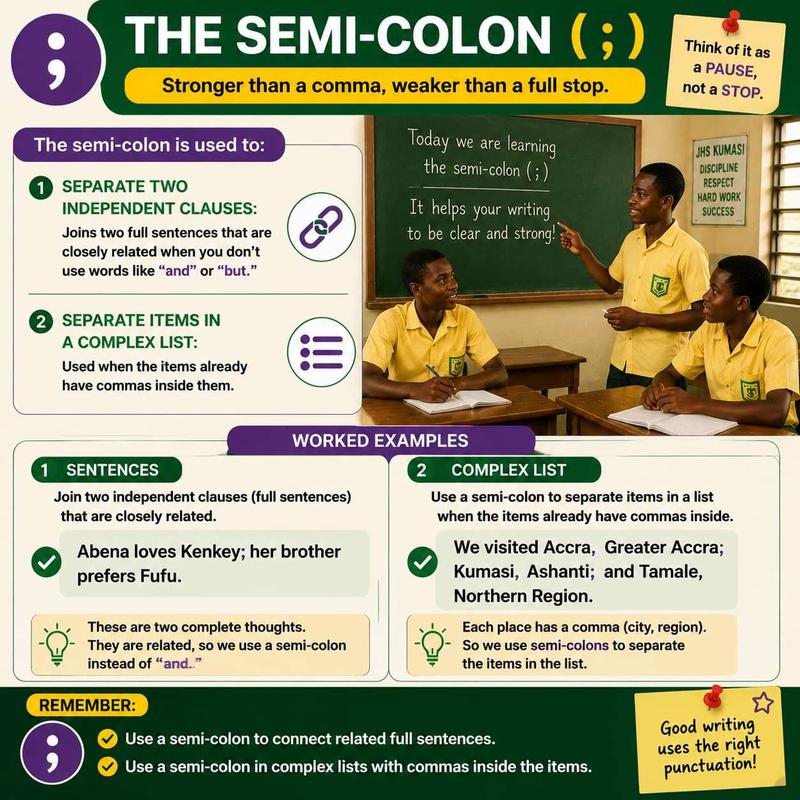 ;
THE SEMI-COLON (;)
Stronger than a comma, weaker than a full stop.
Think of it as
a PAUSE,
not a STOP.
The semi-colon is used to:
1 SEPARATE TWO
INDEPENDENT CLAUSES:
Joins two full sentences that are
closely related when you don't
use words like "and" or "but."
2 SEPARATE ITEMS IN
A COMPLEX LIST:
Used when the items already
have commas inside them.
Today we are learning
the semi-colon (;)
It helps your writing
to be clear and strong!
JHS KUMASI
DISCIPLINE
RESPECT
HARD WORK
SUCCESS
WORKED EXAMPLES
1 SENTENCES
Join two independent clauses (full sentences)
that are closely related.
Abena loves Kenkey; her brother
prefers Fufu.
These are two complete thoughts.
They are related, so we use a semi-colon
instead of "and.."
2 COMPLEX LIST
Use a semi-colon to separate items in a list
when the items already have commas inside.
We visited Accra, Greater Accra;
Kumasi, Ashanti; and Tamale,
Northern Region.
Each place has a comma (city, region).
So we use semi-colons to separate
the items in the list.
REMEMBER:
;
Use a semi-colon to connect related full sentences.
Use a semi-colon in complex lists with commas inside the items.
Good writing
uses the right
punctuation!